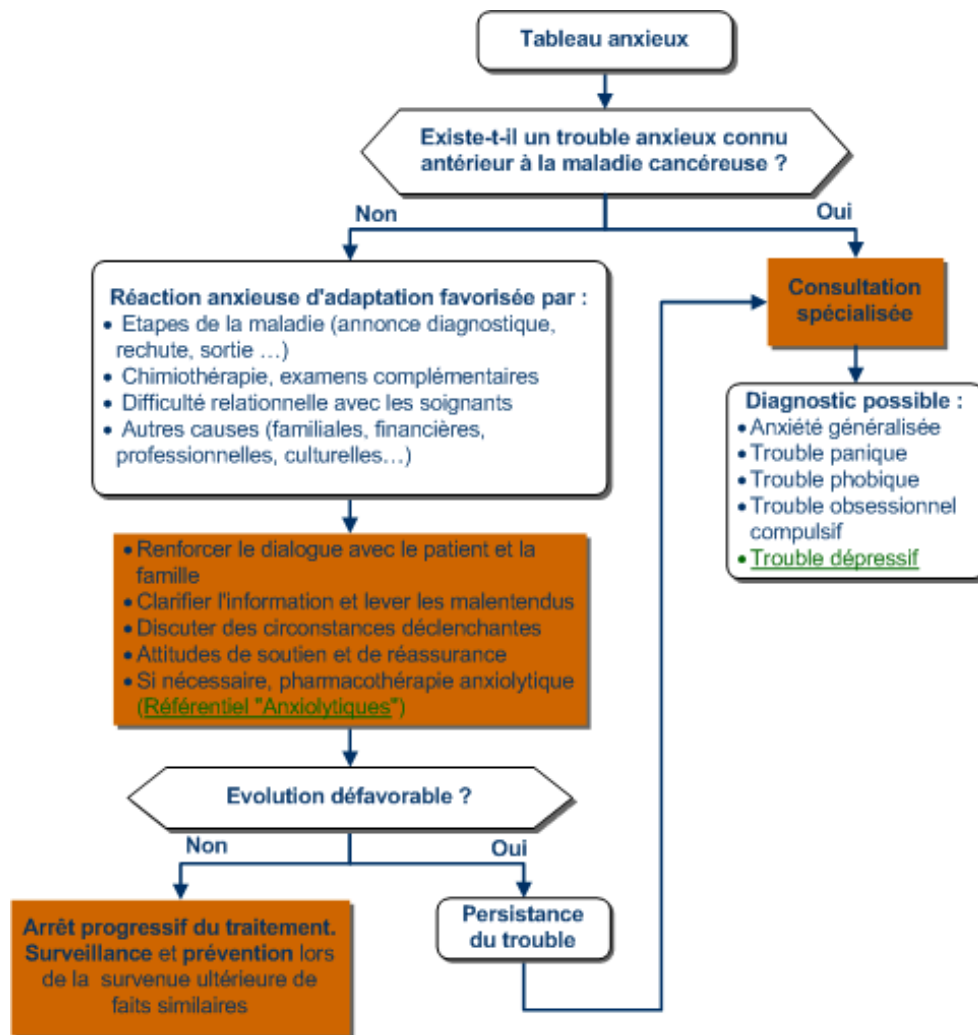 Tableau anxieux
Existe-t-il un trouble anxieux connu
antérieur à la maladie cancéreuse ?
Non
Oui
Réaction anxieuse d'adaptation favorisée par :
• Etapes de la maladie (annonce diagnostique,
rechute, sortie ...)
• Chimiothérapie, examens complémentaires
• Difficulté relationnelle avec les soignants
• Autres causes (familiales, financières,
professionnelles, culturelles...)
Consultation
spécialisée
Diagnostic possible :
• Anxiété généralisée
• Trouble panique
• Trouble phobique
• Trouble obsessionnel
compulsif
• Trouble dépressif
• Renforcer le dialogue avec le patient et la
famille
• Clarifier l'information et lever les malentendus
• Discuter des circonstances déclenchantes
• Attitudes de soutien et de réassurance
• Si nécessaire, pharmacothérapie anxiolytique
(Référentiel "Anxiolytiques")
Evolution défavorable ?
Non
Oui
Arrêt progressif du traitement.
Surveillance et prévention lors
de la survenue ultérieure de
faits similaires
Persistance
du trouble